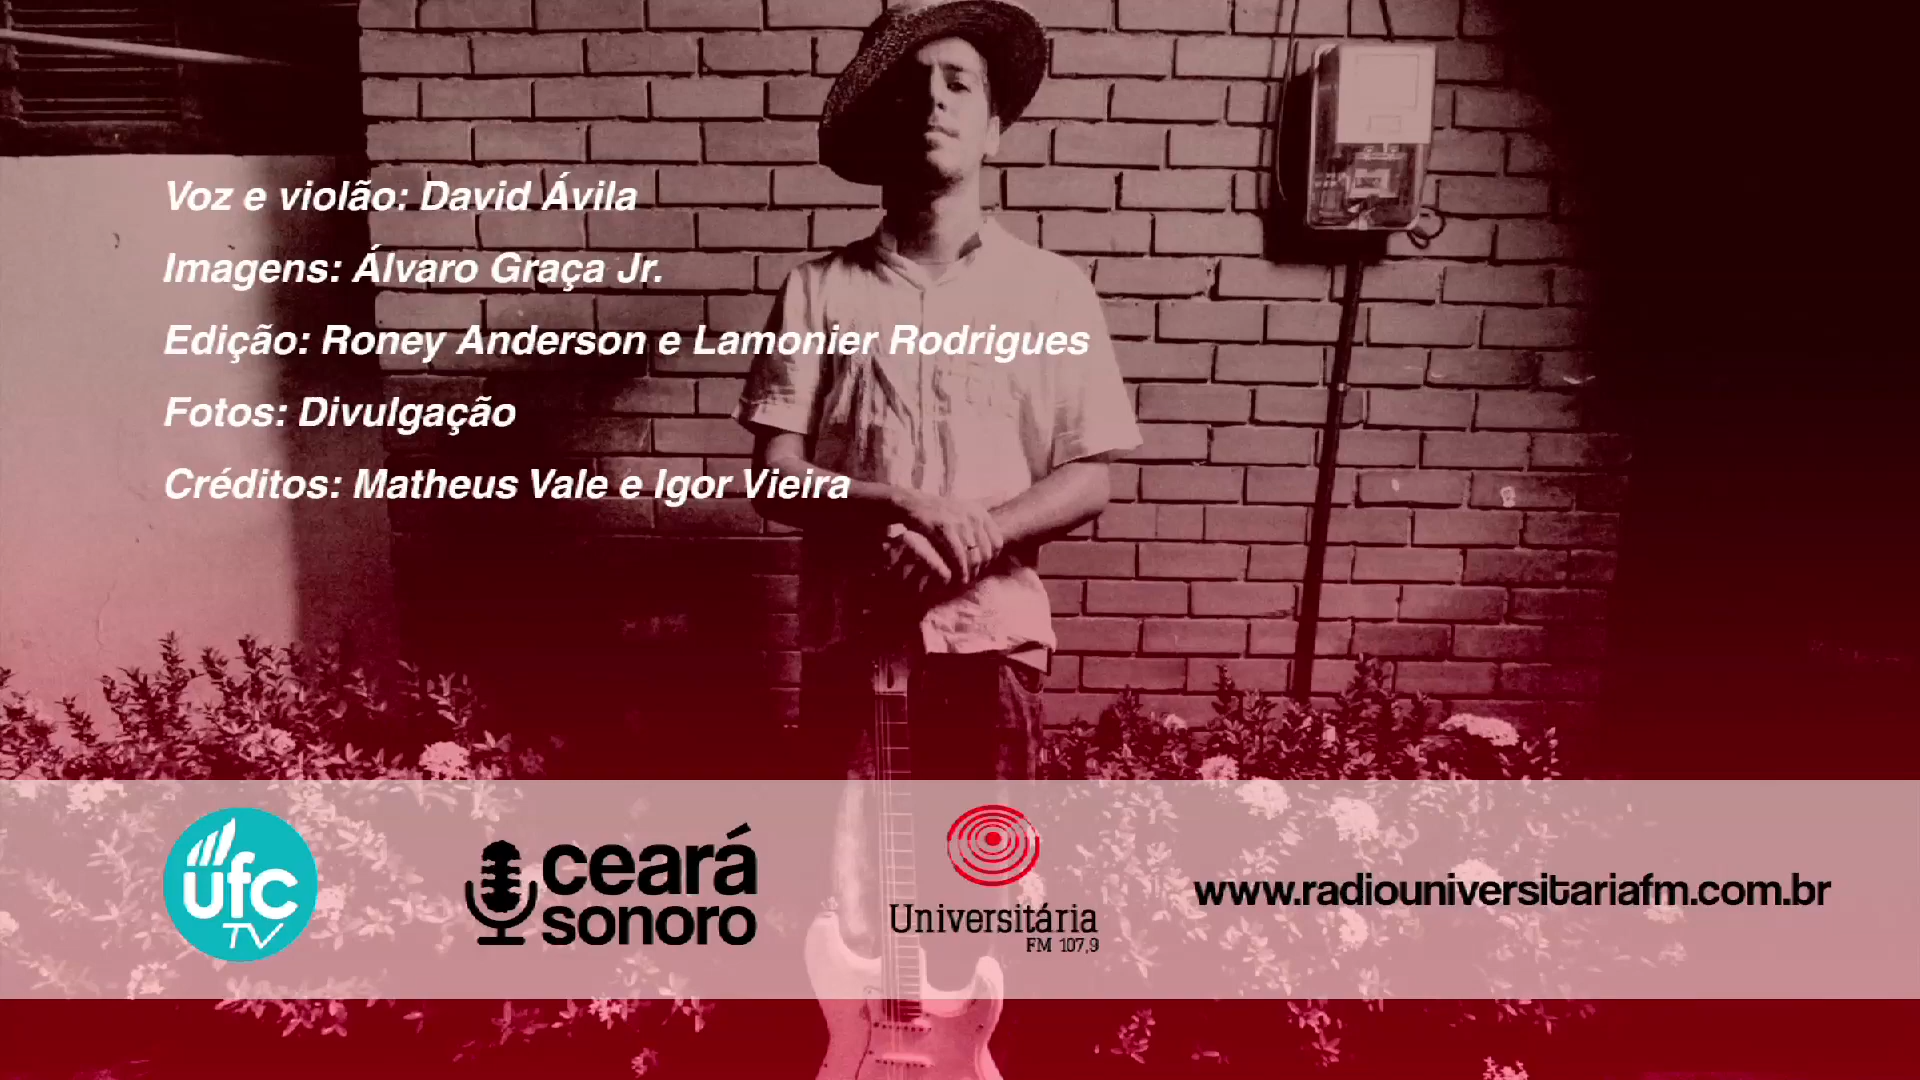 Voz e violão: David Ávila
Imagens: Álvaro Graça Jr.
Edição: Roney Anderson e Lamonier Rodrigues
Fotos: Divulgação
Créditos: Matheus Vale e Igor Vieira
ufc
TV
ceará
sonoro
Universitária
FM 107,9
www.radiouniversitariafm.com.br